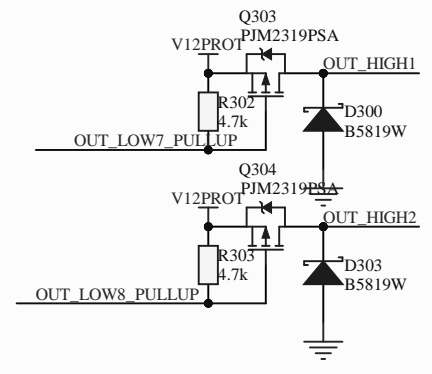 Q303
PJM2319PSA
V12PROT
OUT_HIGH1
R302
4.7k
D300
B5819W
OUT_LOW7_PULLUP
Q304
PJM2319PSA
V12PROT
OUT_HIGH2
R303
4.7k
D303
B5819W
OUT_LOW8_PULLUP